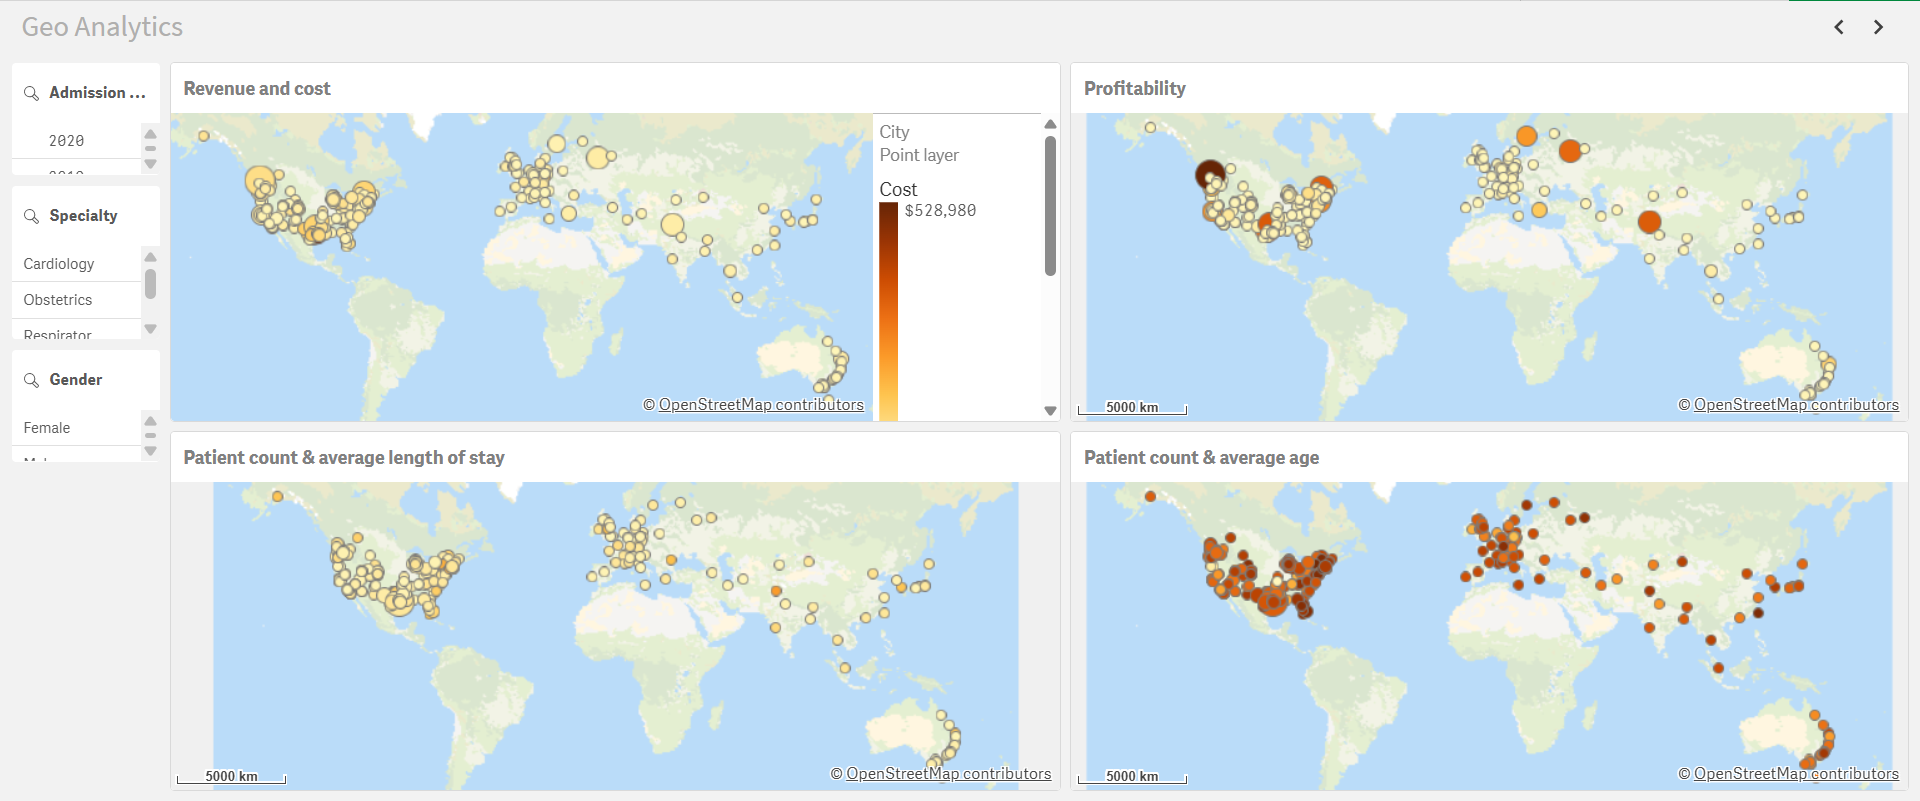 Geo Analytics
Admission ...
2020
Specialty
Cardiology
Obstetrics
Respirator
Gender
Female
Revenue and cost
City
Point layer
Cost
$528,980
© OpenStreetMap contributors
Profitability
5000 km
© OpenStreetMap contributors
Patient count & average length of stay
5000 km
© OpenStreetMap contributors
Patient count & average age
5000 km
© OpenStreetMap contributors